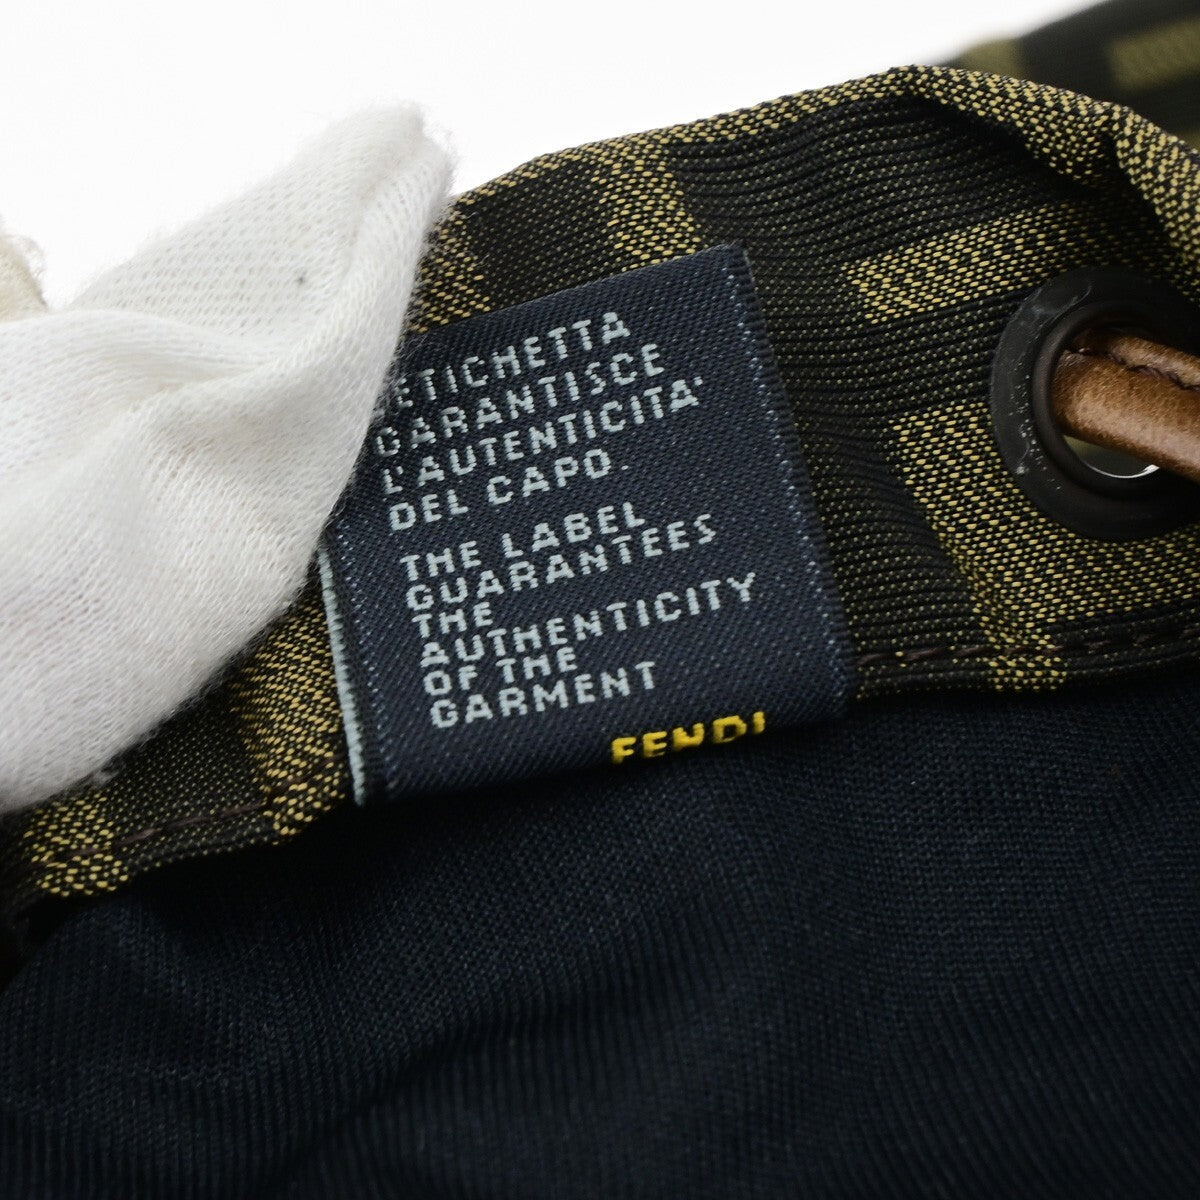 ETICHETTA
GARANTISCE
L'AUTENTICITA'
DEL CAPO.
THE LABEL
GUARANTEES
THE
AUTHENTICITY
OF THE
GARMENT
FENDI